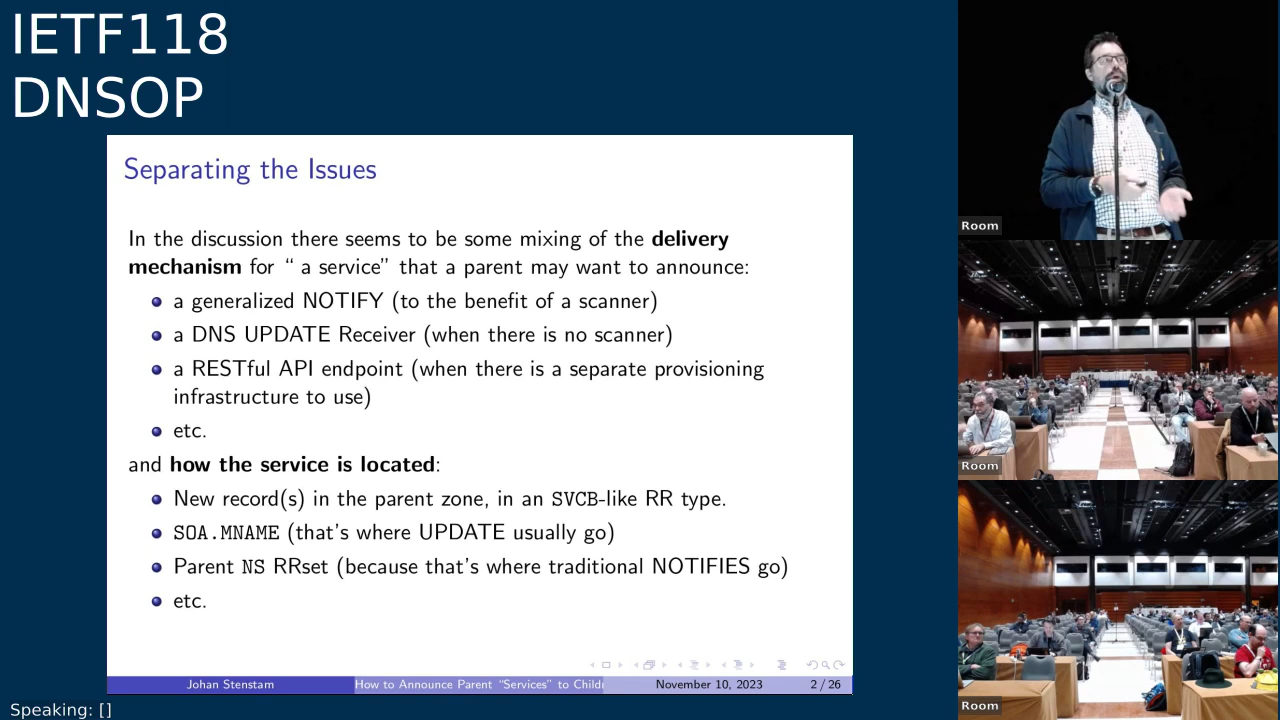 IETF118
DNSOP
Separating the Issues
In the discussion there seems to be some mixing of the delivery
mechanism for “ a service” that a parent may want to announce:
a generalized NOTIFY (to the benefit of a scanner)
a DNS UPDATE Receiver (when there is no scanner)
a RESTful API endpoint (when there is a separate provisioning
infrastructure to use)
etc.
and how the service is located:
New record(s) in the parent zone, in an SVCB-like RR type.
SOA.MNAME (that’s where UPDATE usually go)
Parent NS RRset (because that’s where traditional NOTIFIES go)
etc.
Johan Stenstam How to Announce Parent “Services” to Child November 10, 2023 2 / 26
Speaking: []
Room
Room
Room